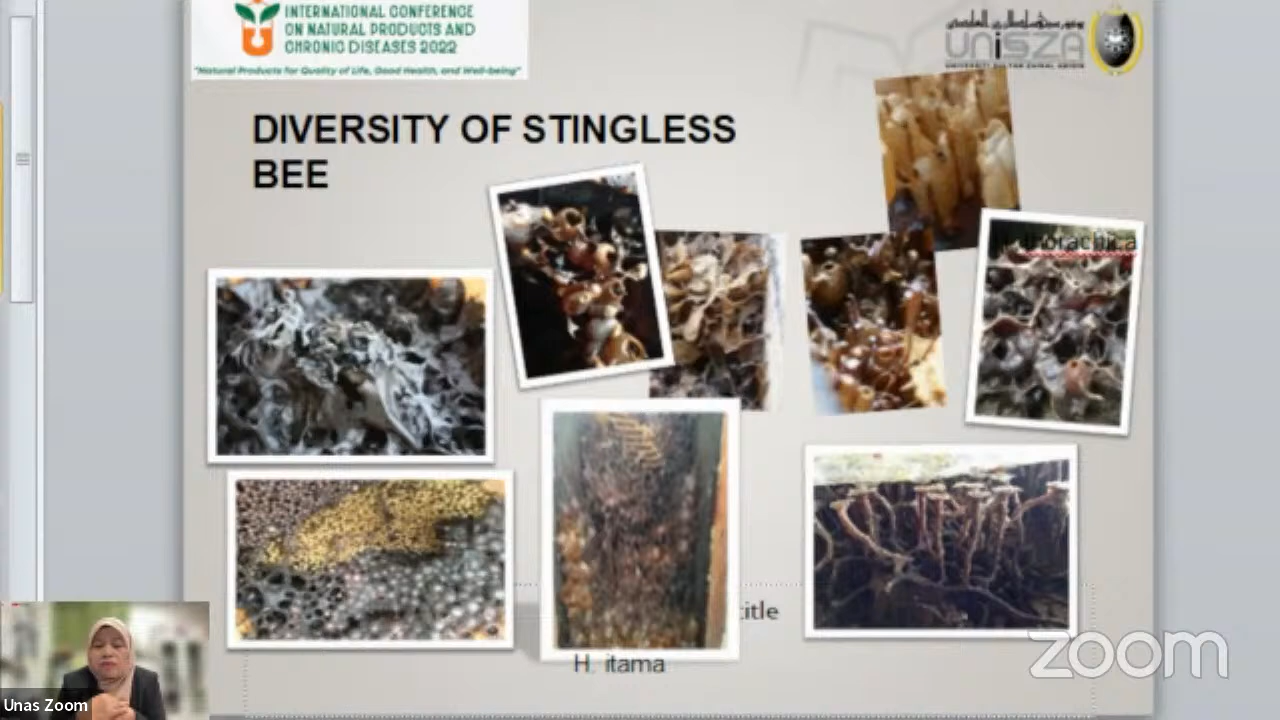 INTERNATIONAL CONFERENCE
ON NATURAL PRODUCTS AND
CHRONIC DISEASES 2022
"Natural Products for Quality of Life, Good Health, and Well-being"
UNISZA
UNIVERSITI SULTAN ZAINAL ABIDIN
DIVERSITY OF STINGLESS
BEE
title
H. itama
zoom
Unas Zoom